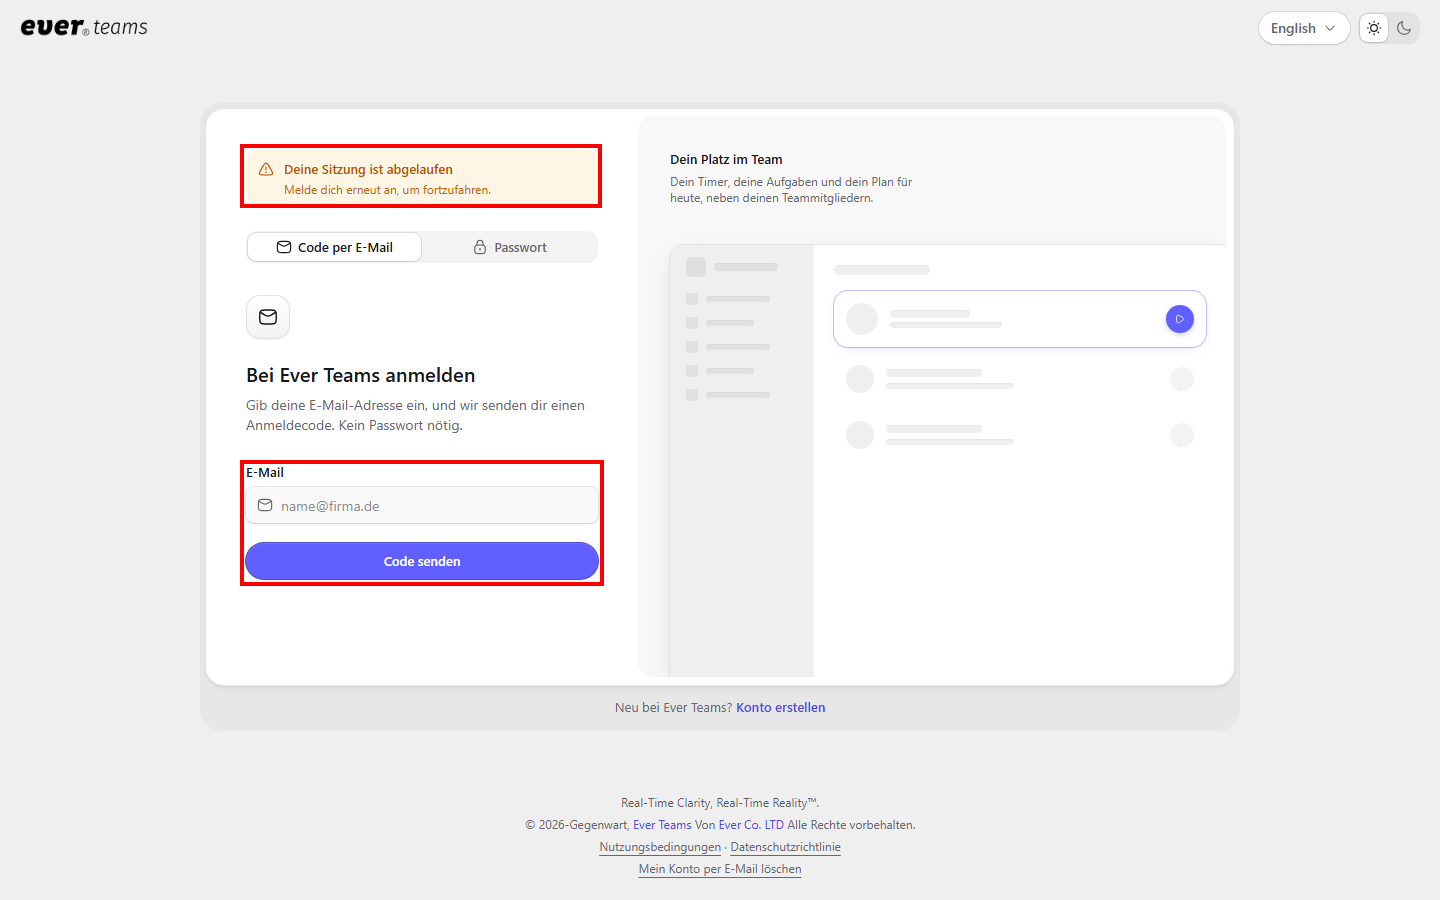 ever® teams
English
Deine Sitzung ist abgelaufen
Melde dich erneut an, um fortzufahren.
Code per E-Mail
Passwort
Bei Ever Teams anmelden
Gib deine E-Mail-Adresse ein, und wir senden dir einen
Anmeldecode. Kein Passwort nötig.
E-Mail
name@firma.de
Code senden
Dein Platz im Team
Dein Timer, deine Aufgaben und dein Plan für
heute, neben deinen Teammitgliedern.
Neu bei Ever Teams? Konto erstellen
Real-Time Clarity, Real-Time Reality™.
© 2026-Gegenwart, Ever Teams Von Ever Co. LTD Alle Rechte vorbehalten.
Nutzungsbedingungen · Datenschutzrichtlinie
Mein Konto per E-Mail löschen